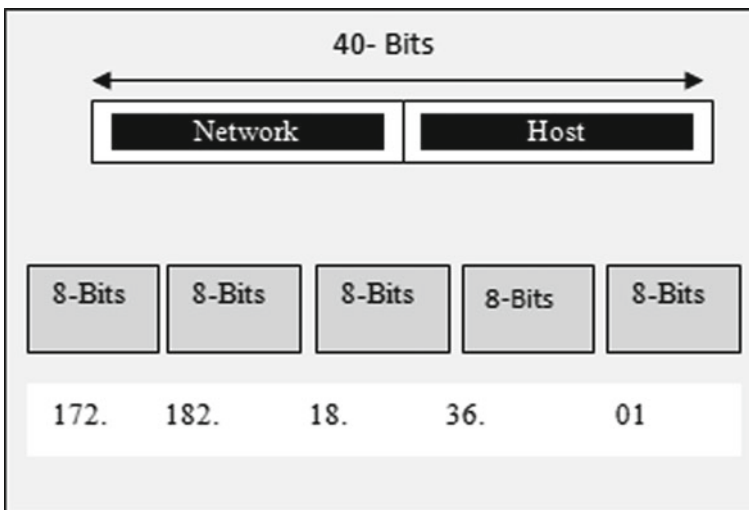 40- Bits
Network Host
8-Bits 8-Bits 8-Bits 8-Bits 8-Bits
172. 182. 18. 36. 01